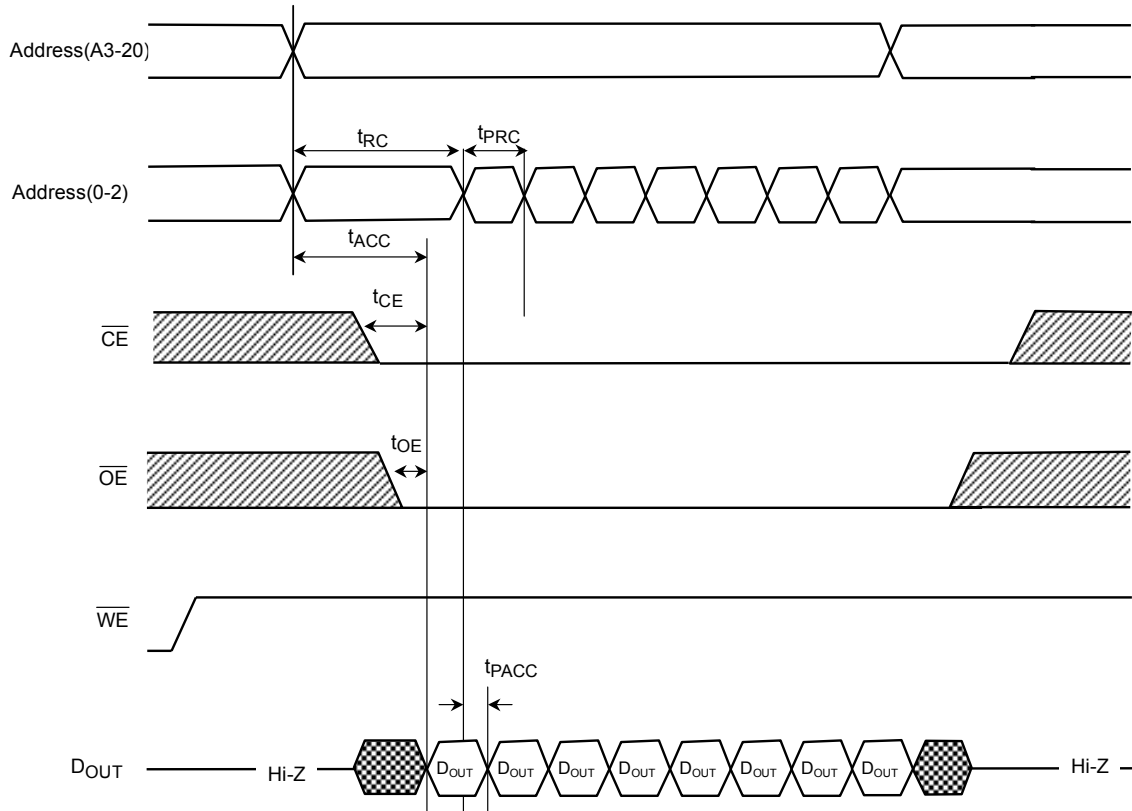 Address(A3-20)
tRC
tPRC
Address(0-2)
tACC
tCE
CE
tOE
OE
WE
tPACC
DOUT
Hi-Z
DOUT DOUT DOUT DOUT DOUT DOUT DOUT DOUT
Hi-Z